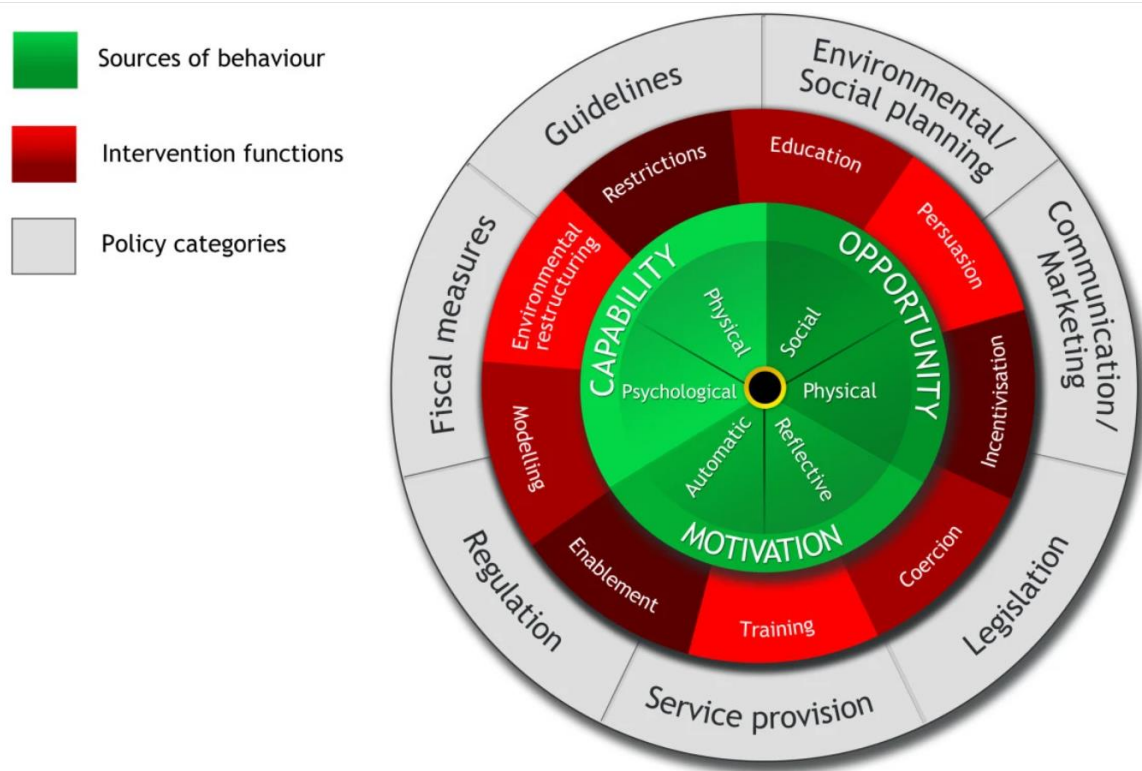 Sources of behaviour
Intervention functions
Policy categories
Guidelines
Environmental/
Social planning
Communication/
Marketing
Legislation
Service provision
Regulation
Fiscal measures
Restrictions
Education
Persuasion
Incentivisation
Coercion
Training
Enablement
Modelling
Environmental
restructuring
CAPABILITY
OPPORTUNITY
MOTIVATION
Physical
Social
Physical
Reflective
Automatic
Psychological